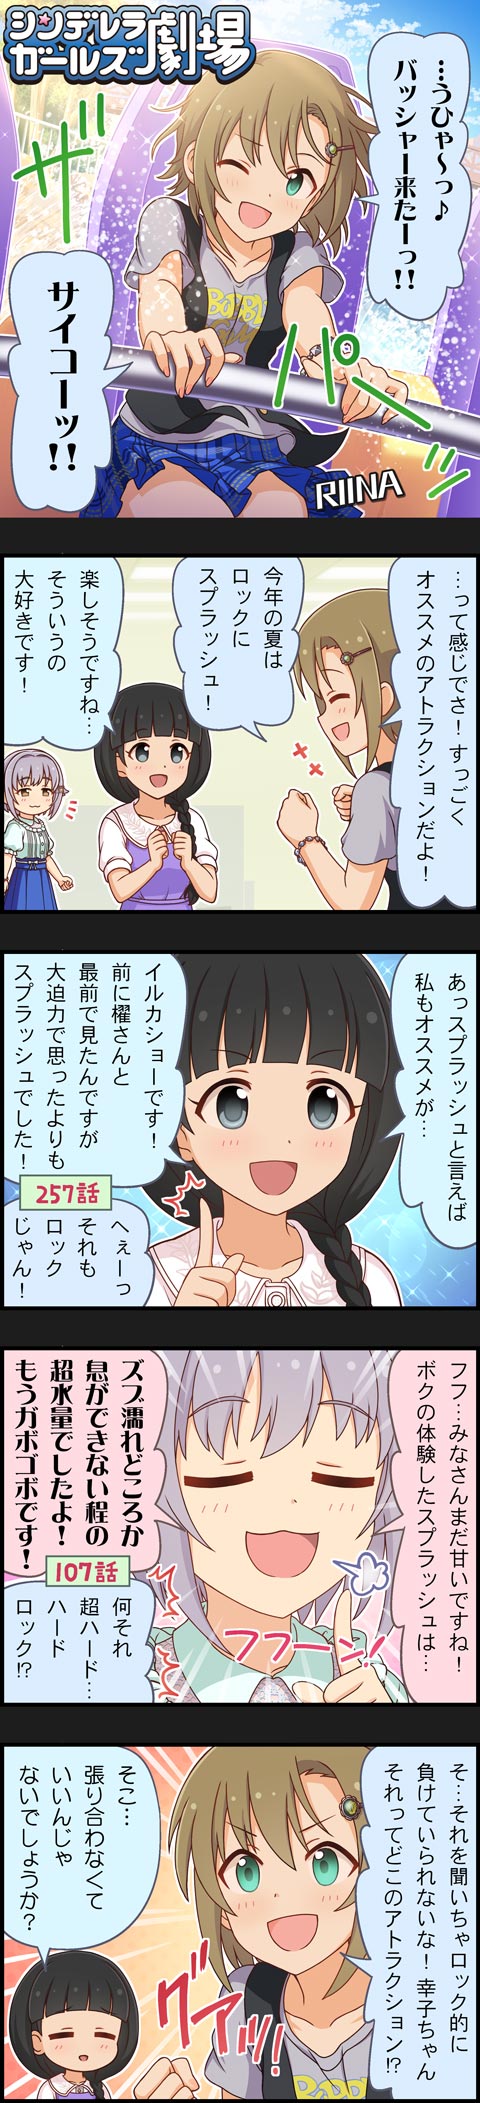 シンデレラ
ガールズ劇場
…うひゃ〜っ♪
バッシャー来たーっ!!
ザ
パーッ
サイコーッ!!
BUBBLE
GUM
RIINA
…って感じでさ！すっごく
オススメのアトラクションだよ！
今年の夏は
ロックに
スプラッシュ！
楽しそうですね…
そういうの
大好きです！
あっスプラッシュと言えば
私もオススメが…
イルカショーです！
前に櫂さんと
最前で見たんですが
大迫力で思ったよりも
スプラッシュでした！
257話
へぇーっ
それも
ロック
じゃん！
フフ…みなさんまだ甘いですね！
ボクの体験したスプラッシュは…
ズブ濡れどころか
息ができない程の
超水量でしたよ！
もうガボゴボです！
107話
フフーン！
何それ
超ハード…
ハード
ロック!?
そ…それを聞いちゃロック的に
負けていられないな！幸子ちゃん
それってどこのアトラクション!?
グアッ！
そこ…
張り合わなくて
いいんじゃ
ないでしょうか？